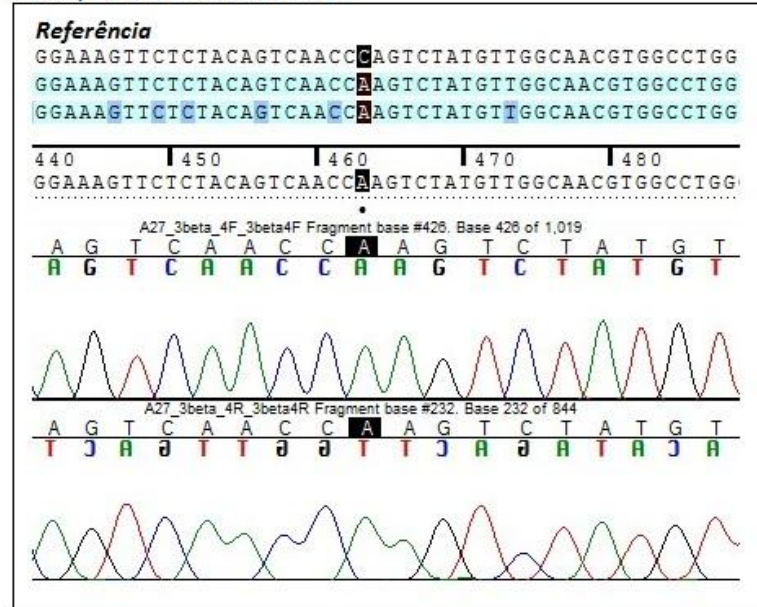 Referência
GGAAAGTTCTCTACAGTCAACCCAGTCTATGTTGGCAACGTGGCCTGG
GGAAAGTTCTCTACAGTCAACCAAGTCTATGTTGGCAACGTGGCCTGG
GGAAAGTTCTCTACAGTCAACCAAGTCTATGTTGGCAACGTGGCCTGG
440 450 460 470 480
GGAAAGTTCTCTACAGTCAACCAAGTCTATGTTGGCAACGTGGCCTGG
A27_3beta_4F_3beta4F Fragment base #426. Base 426 of 1,019
A G T C A A C C A A G T C T A T G T
A G T C A A C C A A G T C T A T G T
A27_3beta_4R_3beta4R Fragment base #232. Base 232 of 844
A G T C A A C C A A G T C T A T G T
T C A G T T G G T T C A G A T A C A